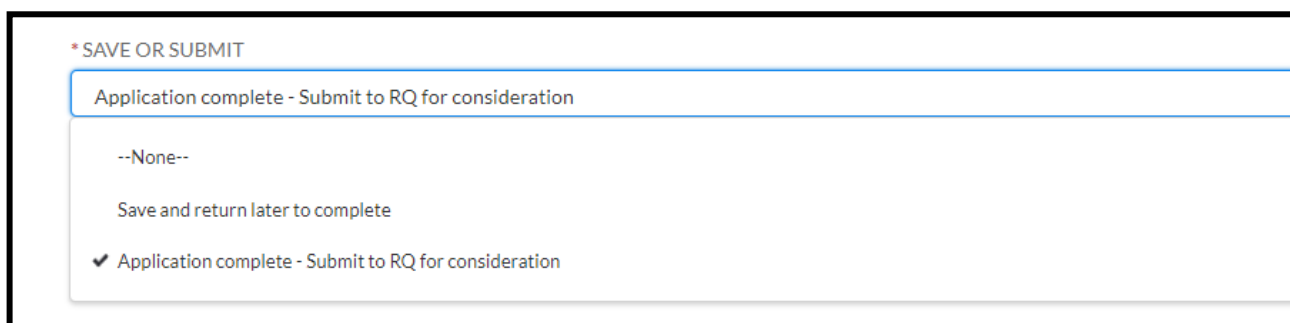 * SAVE OR SUBMIT
Application complete - Submit to RQ for consideration
--None--
Save and return later to complete
✔ Application complete - Submit to RQ for consideration